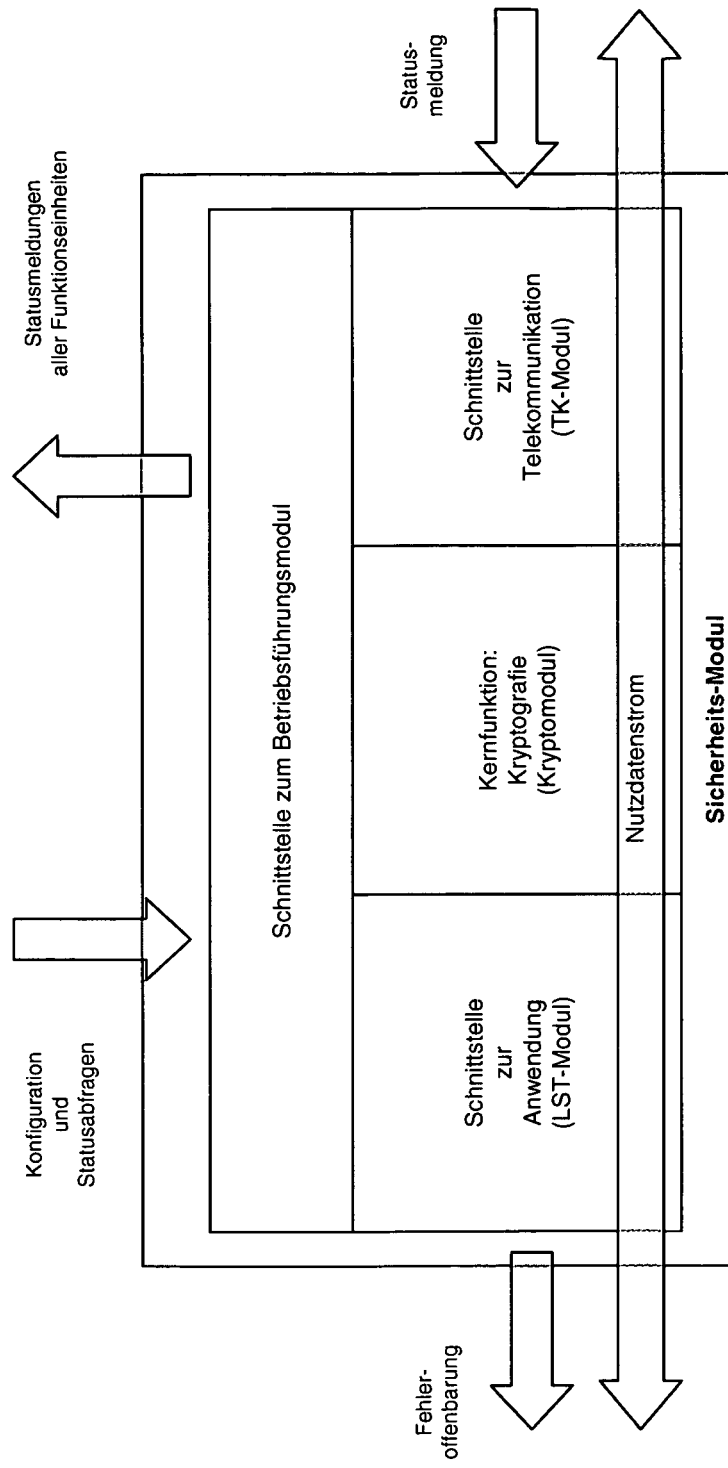 Konfiguration
und
Statusabfragen
Statusmeldungen
aller Funktionseinheiten
Schnittstelle zum Betriebsführungsmodul
Fehler-
offenbarung
Schnittstelle
zur
Anwendung
(LST-Modul)
Kernfunktion:
Kryptografie
(Kryptomodul)
Schnittstelle
zur
Telekommunikation
(TK-Modul)
Status-
meldung
Nutzdatenstrom
Sicherheits-Modul